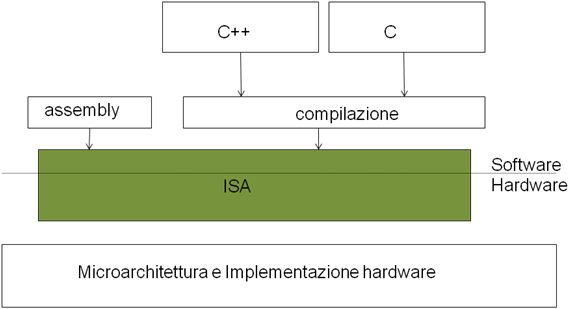 C++
C
assembly
compilazione
Software
ISA
Hardware
Microarchitettura e Implementazione hardware